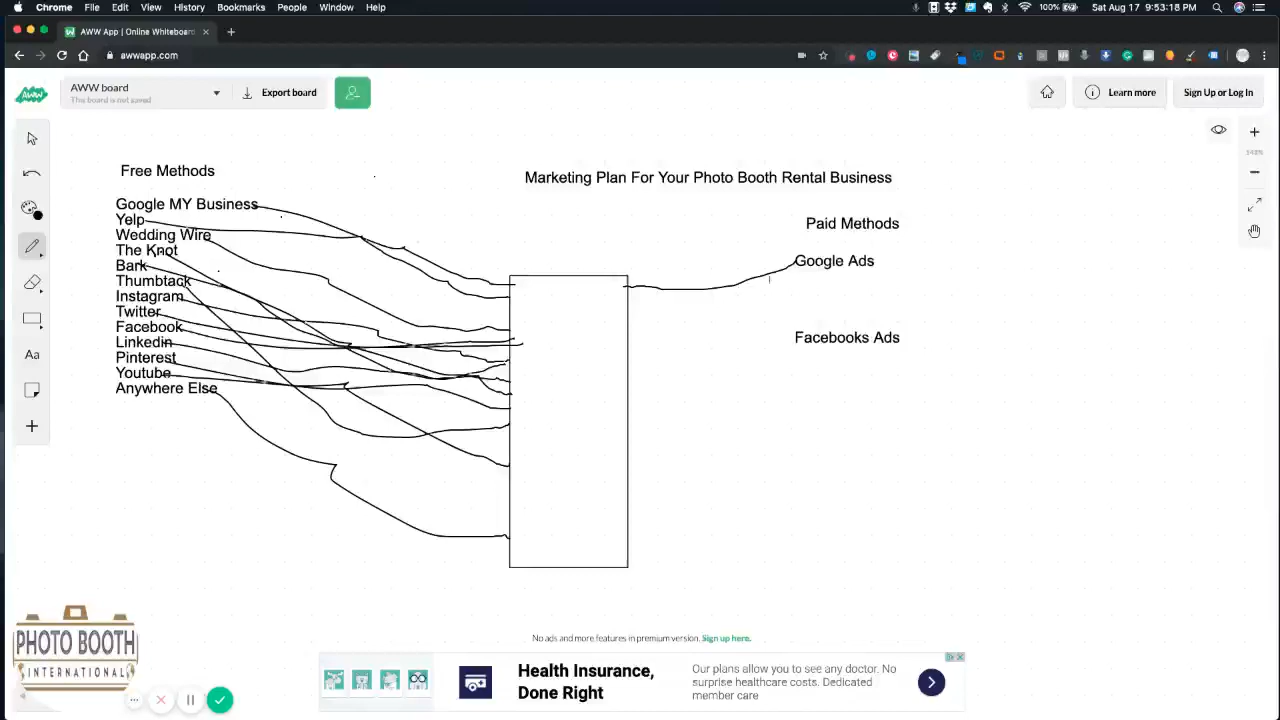 Chrome File Edit View History Bookmarks People Window Help
100% Sat Aug 17 9:53:18 PM
AWW App | Online Whiteboard
awwapp.com
AWW
AWW board
This board is not saved
Export board
Learn more
Sign Up or Log In
Free Methods
Marketing Plan For Your Photo Booth Rental Business
Google MY Business
Yelp
Wedding Wire
The Knot
Bark
Thumbtack
Instagram
Twitter
Facebook
Linkedin
Pinterest
Youtube
Anywhere Else
Paid Methods
Google Ads
Facebooks Ads
Aa
PHOTO BOOTH
INTERNATIONAL
No ads and more features in premium version. Sign up here.
Health Insurance,
Done Right
Our plans allow you to see any doctor. No
surprise healthcare costs. Dedicated
member care